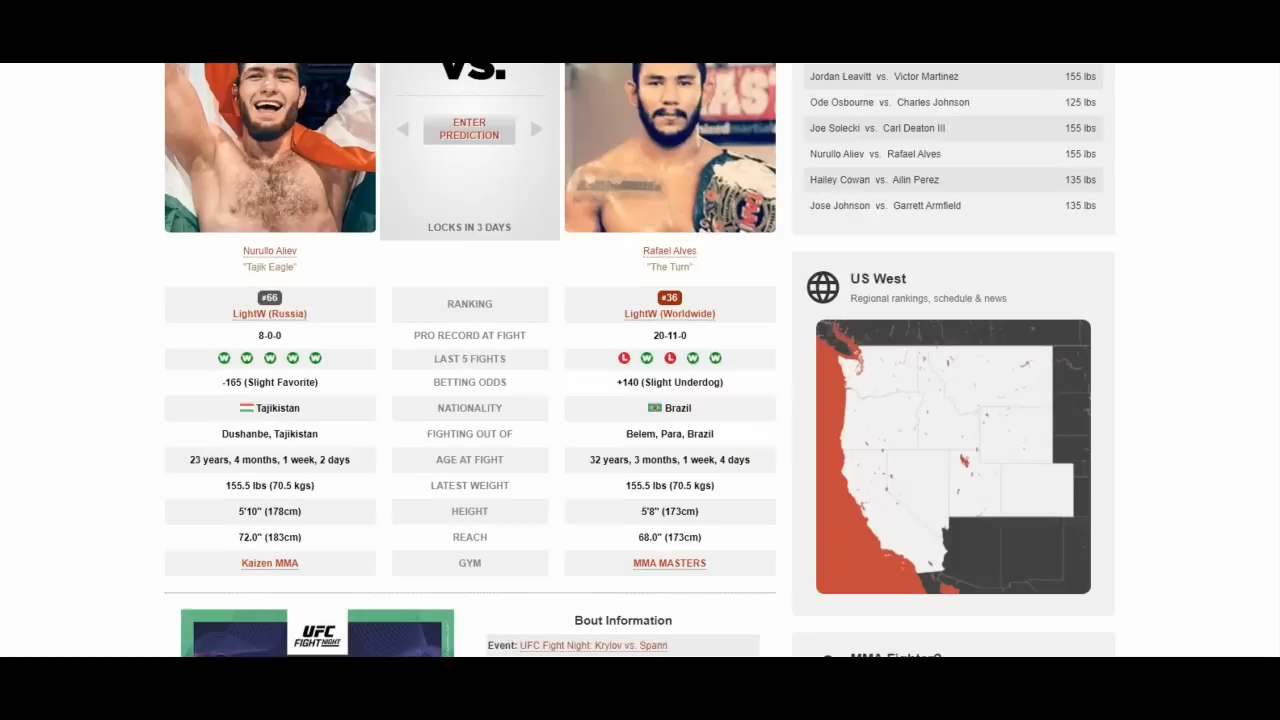 vs.
ENTER
PREDICTION
LOCKS IN 3 DAYS
Nurullo Aliev
"Tajik Eagle"
Rafael Alves
"The Turn"
#66
LightW (Russia)
RANKING
#36
LightW (Worldwide)
8-0-0 PRO RECORD AT FIGHT 20-11-0
W W W W W LAST 5 FIGHTS L W L W W
-165 (Slight Favorite) BETTING ODDS +140 (Slight Underdog)
Tajikistan NATIONALITY Brazil
Dushanbe, Tajikistan FIGHTING OUT OF Belem, Para, Brazil
23 years, 4 months, 1 week, 2 days AGE AT FIGHT 32 years, 3 months, 1 week, 4 days
155.5 lbs (70.5 kgs) LATEST WEIGHT 155.5 lbs (70.5 kgs)
5'10" (178cm) HEIGHT 5'8" (173cm)
72.0" (183cm) REACH 68.0" (173cm)
Kaizen MMA GYM MMA MASTERS
UFC
FIGHT NIGHT
Bout Information
Event: UFC Fight Night: Krylov vs. Spann
Jordan Leavitt vs. Victor Martinez 155 lbs
Ode Osbourne vs. Charles Johnson 125 lbs
Joe Solecki vs. Carl Deaton III 155 lbs
Nurullo Aliev vs. Rafael Alves 155 lbs
Hailey Cowan vs. Ailin Perez 135 lbs
Jose Johnson vs. Garrett Armfield 135 lbs
US West
Regional rankings, schedule & news
MMA Fighter?